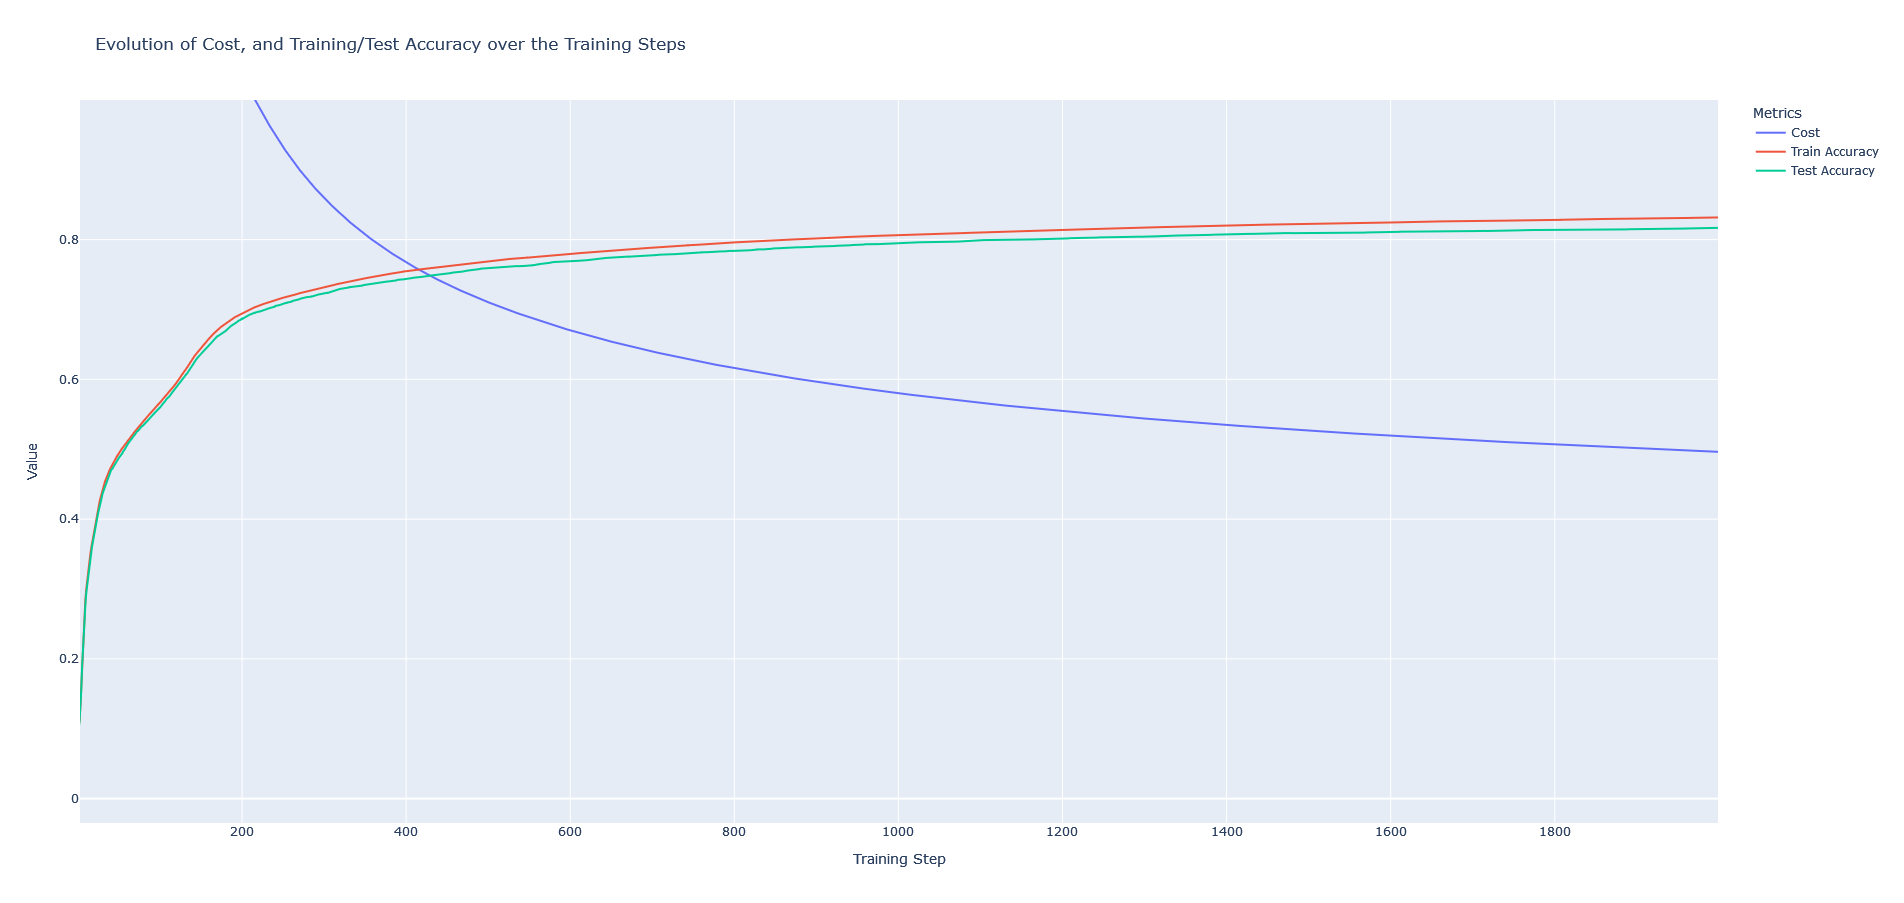 Evolution of Cost, and Training/Test Accuracy over the Training Steps
Metrics
Cost
Train Accuracy
Test Accuracy
0.8
0.6
Value
0.4
0.2
0
200 400 600 800 1000 1200 1400 1600 1800
Training Step